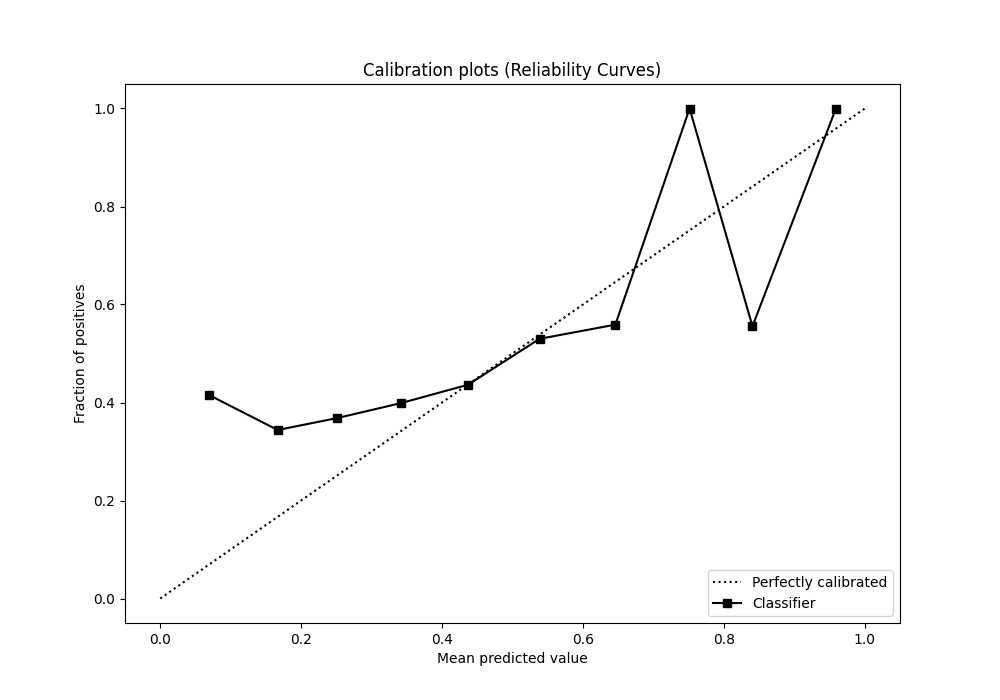 Calibration plots (Reliability Curves)
1.0
0.8
0.6
0.4
0.2
0.0
Fraction of positives
0.0 0.2 0.4 0.6 0.8 1.0
Mean predicted value
Perfectly calibrated
Classifier